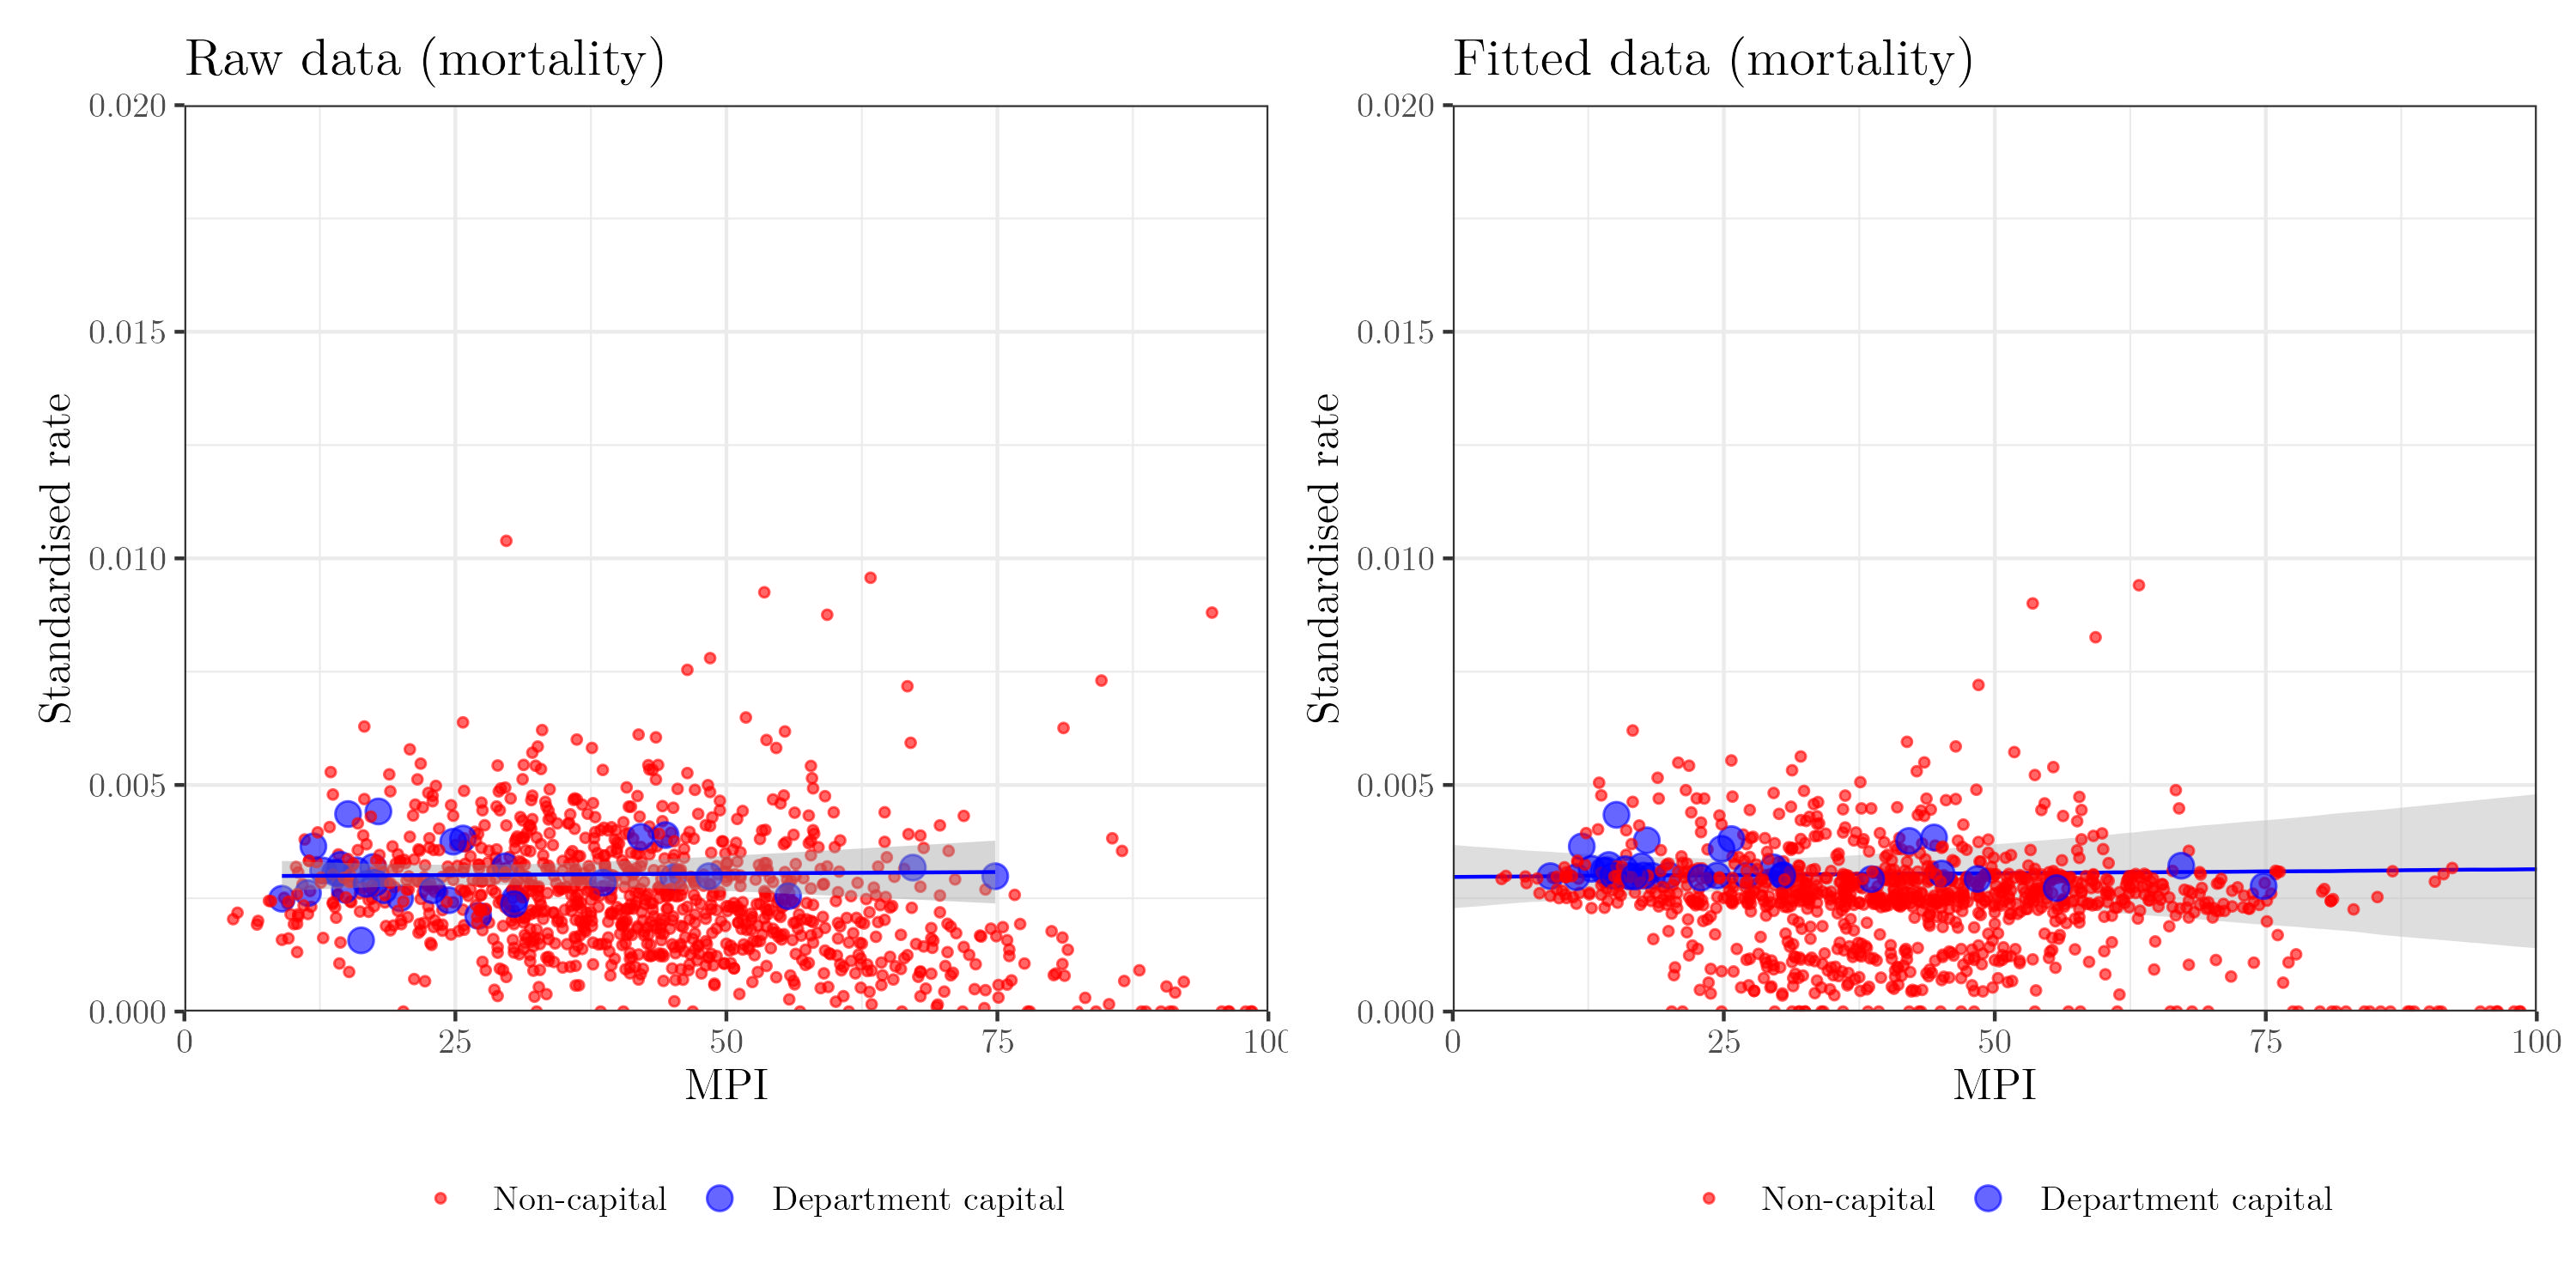 Raw data (mortality)
0.020
0.015
0.010
0.005
0.000
Standardised rate
0 25 50 75 100
MPI
Non-capital Department capital
Fitted data (mortality)
0.020
0.015
0.010
0.005
0.000
Standardised rate
0 25 50 75 100
MPI
Non-capital Department capital